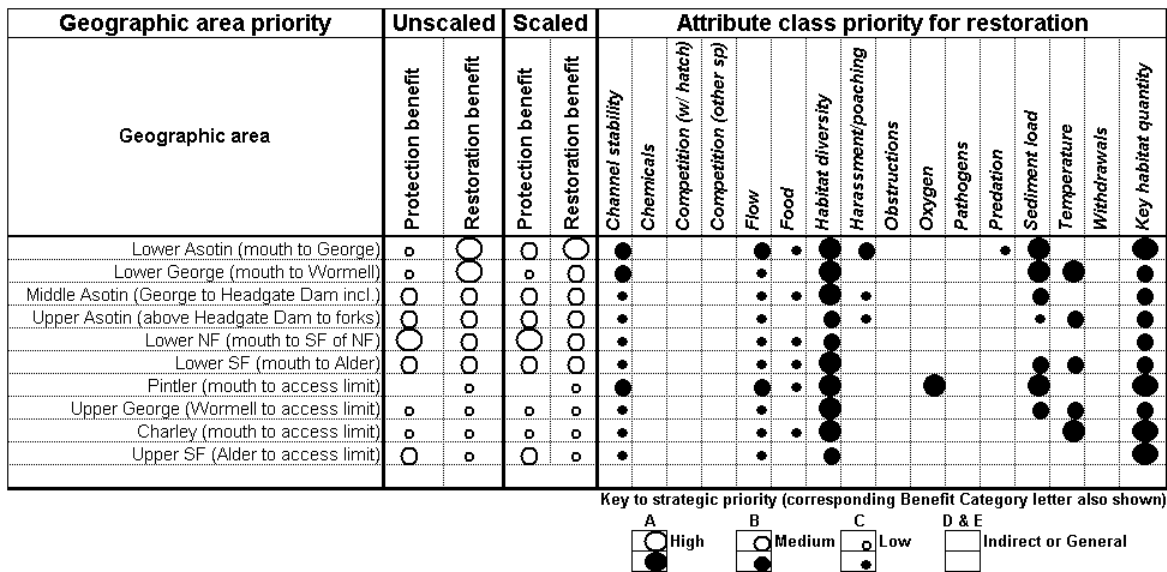 Geographic area priority Unscaled Scaled Attribute class priority for restoration
Geographic area
Protection benefit
Restoration benefit
Protection benefit
Restoration benefit
Channel stability
Chemicals
Competition (w/ hatch)
Competition (other sp)
Flow
Food
Habitat diversity
Harassment/poaching
Obstructions
Oxygen
Pathogens
Predation
Sediment load
Temperature
Withdrawals
Key habitat quantity
Lower Asotin (mouth to George)
Lower George (mouth to Wormell)
Middle Asotin (George to Headgate Dam incl.)
Upper Asotin (above Headgate Dam to forks)
Lower NF (mouth to SF of NF)
Lower SF (mouth to Alder)
Pintler (mouth to access limit)
Upper George (Wormell to access limit)
Charley (mouth to access limit)
Upper SF (Alder to access limit)
Key to strategic priority (corresponding Benefit Category letter also shown)
A B C D & E
High Medium Low Indirect or General